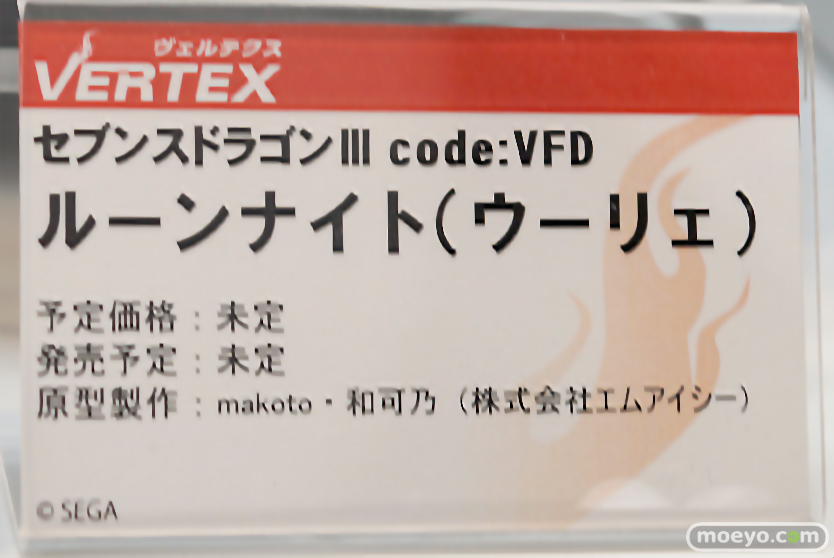 ヴェルテクス
VERTEX
セブンスドラゴンⅢ code:VFD
ルーンナイト(ウーリェ)
予定価格:未定
発売予定:未定
原型製作:makoto・和可乃(株式会社エムアイシー)
©SEGA
moeyo.com